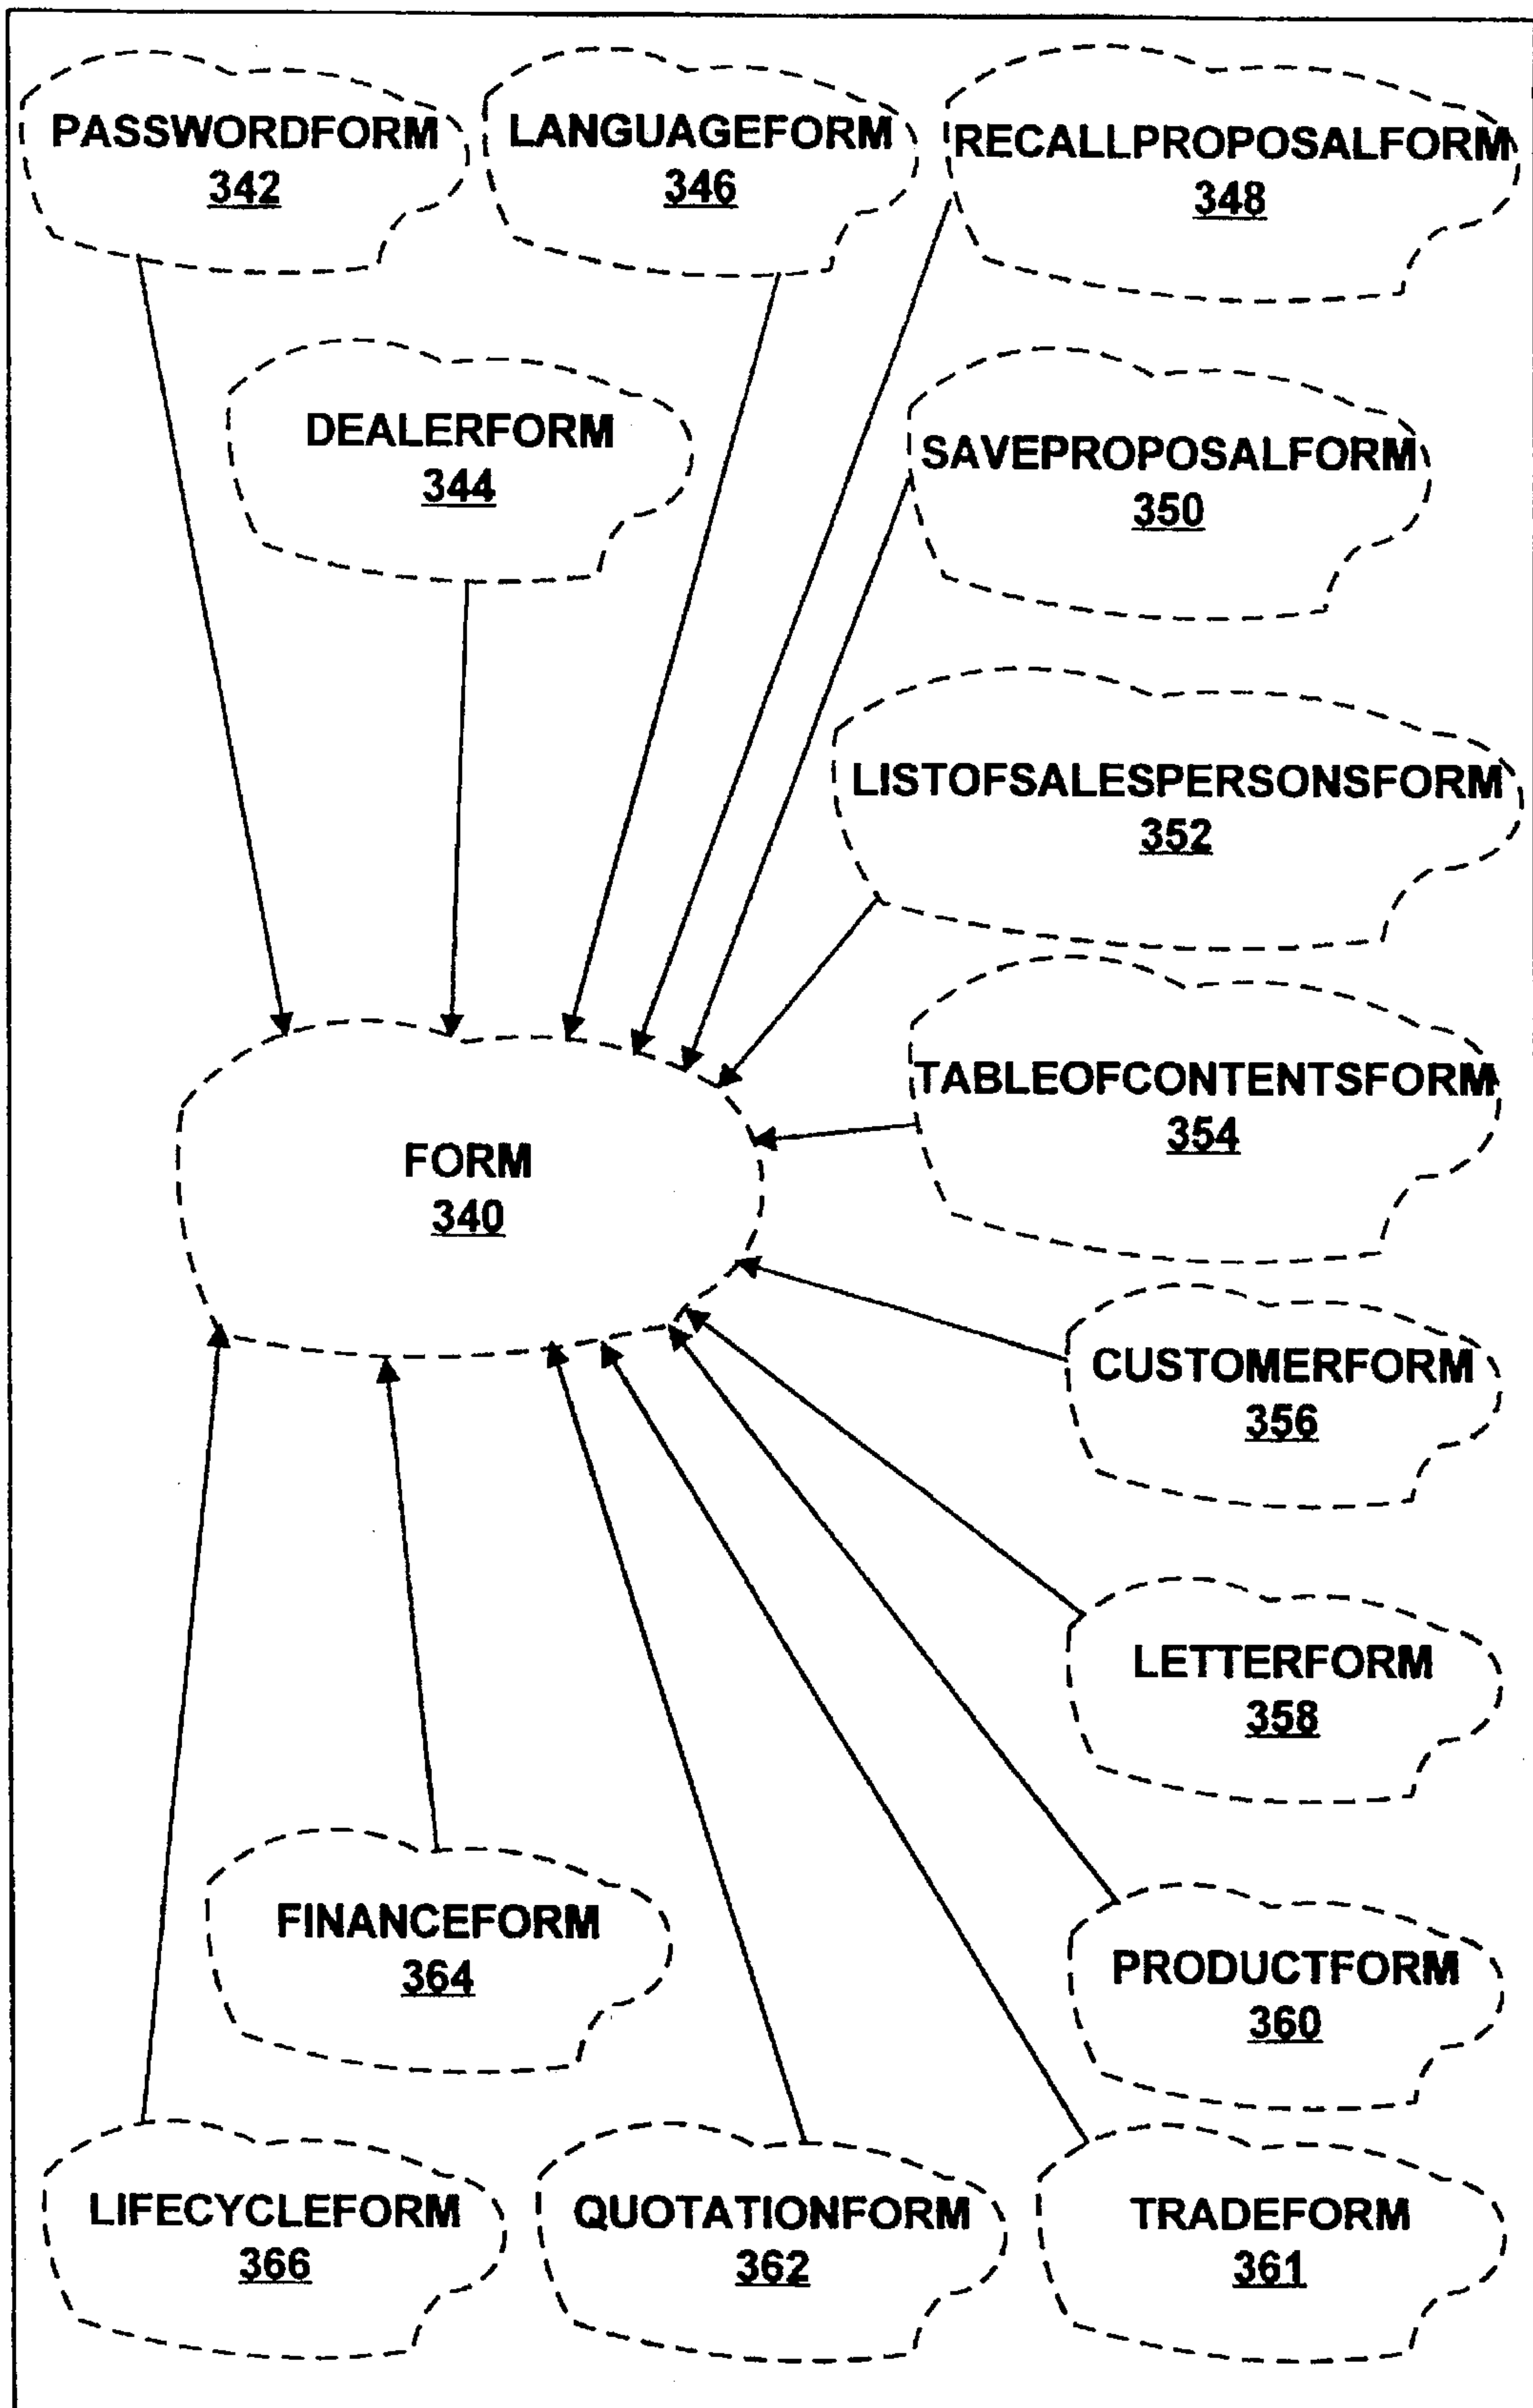 PASSWORDFORM
342
LANGUAGEFORM
346
RECALLPROPOSALFORM
348
DEALERFORM
344
SAVEPROPOSALFORM
350
LISTOFSALESPERSONSFORM
352
TABLEOFCONTENTSFORM
354
FORM
340
CUSTOMERFORM
356
LETTERFORM
358
FINANCEFORM
364
PRODUCTFORM
360
LIFECYCLEFORM
366
QUOTATIONFORM
362
TRADEFORM
361